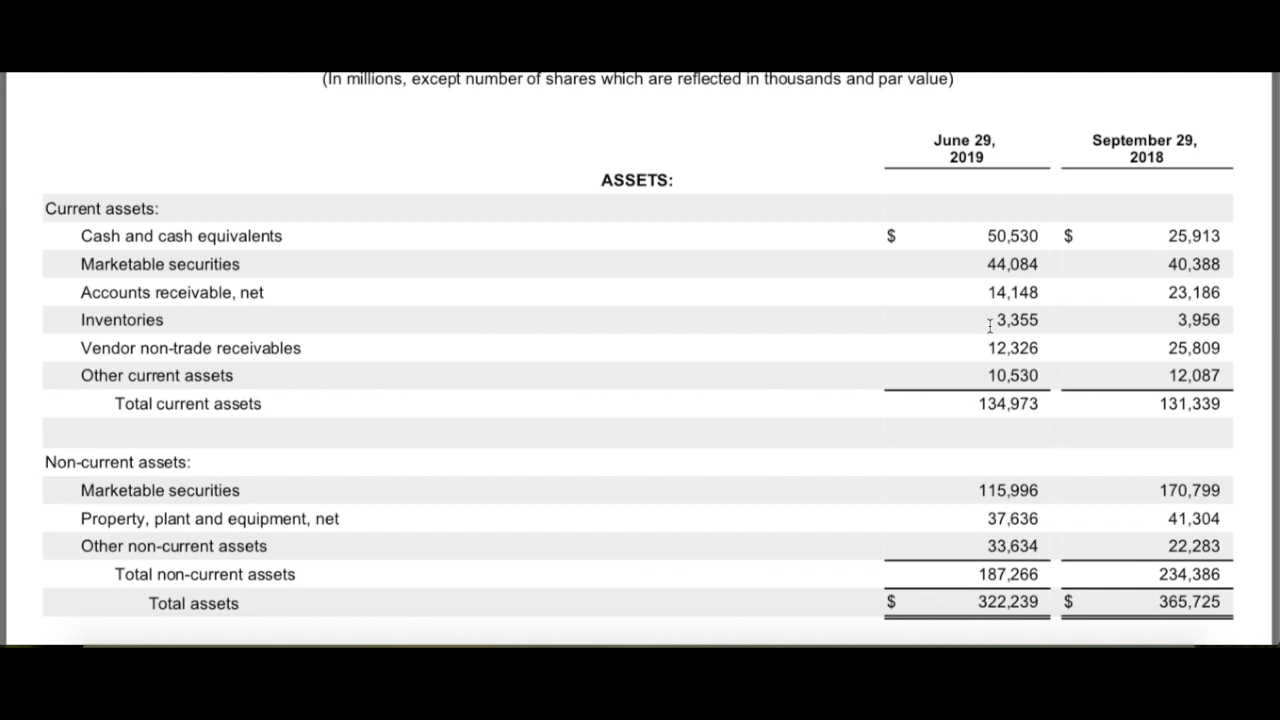 (In millions, except number of shares which are reflected in thousands and par value)
June 29, 2019 September 29, 2018
ASSETS:
Current assets:
Cash and cash equivalents $ 50,530 $ 25,913
Marketable securities 44,084 40,388
Accounts receivable, net 14,148 23,186
Inventories 3,355 3,956
Vendor non-trade receivables 12,326 25,809
Other current assets 10,530 12,087
Total current assets 134,973 131,339
Non-current assets:
Marketable securities 115,996 170,799
Property, plant and equipment, net 37,636 41,304
Other non-current assets 33,634 22,283
Total non-current assets 187,266 234,386
Total assets $ 322,239 $ 365,725